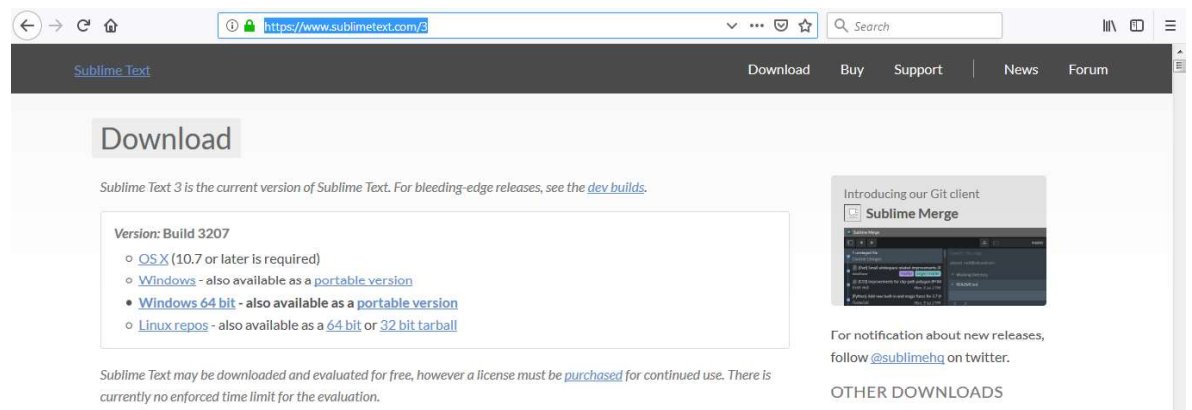 https://www.sublimetext.com/3
Search
Sublime Text
Download
Buy
Support
News
Forum
Download
Sublime Text 3 is the current version of Sublime Text. For bleeding-edge releases, see the dev builds.
Version: Build 3207
OS X (10.7 or later is required)
Windows - also available as a portable version
Windows 64 bit - also available as a portable version
Linux repos - also available as a 64 bit or 32 bit tarball
Sublime Text may be downloaded and evaluated for free, however a license must be purchased for continued use. There is
currently no enforced time limit for the evaluation.
Introducing our Git client
Sublime Merge
For notification about new releases,
follow @sublimehq on twitter.
OTHER DOWNLOADS